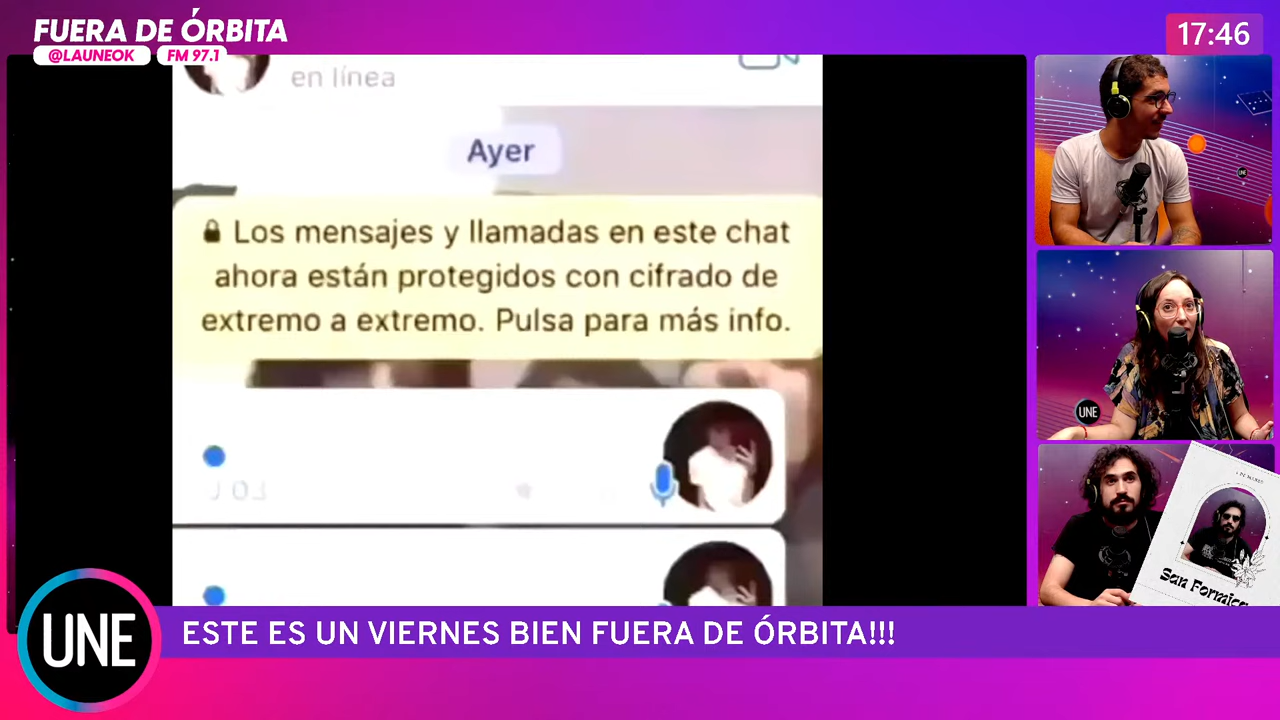 FUERA DE ÓRBITA
@LAUNEOK FM 97.1
17:46
en línea
Ayer
Los mensajes y llamadas en este chat
ahora están protegidos con cifrado de
extremo a extremo. Pulsa para más info.
UNE
San Formica
UNE
ESTE ES UN VIERNES BIEN FUERA DE ÓRBITA!!!